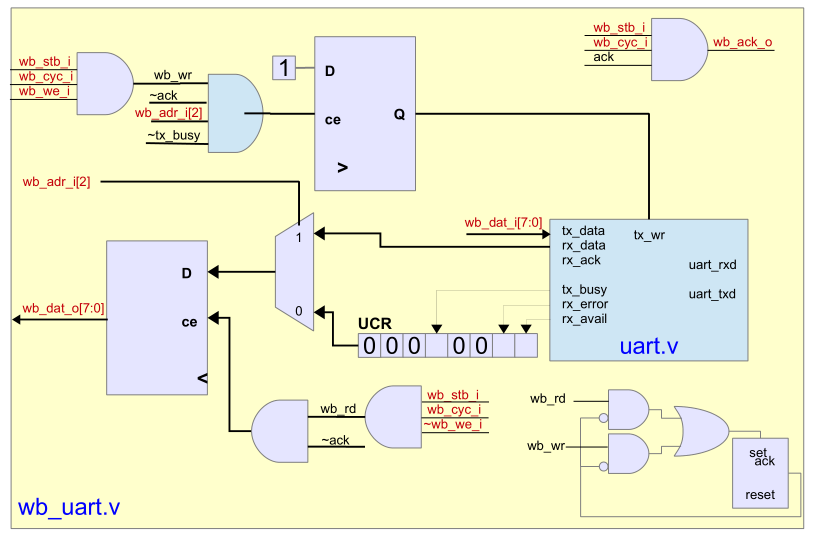 wb_stb_i
wb_cyc_i
wb_we_i
wb_wr
~ack
wb_adr_i[2]
~tx_busy
1
D
ce
Q
>
wb_stb_i
wb_cyc_i
ack
wb_ack_o
wb_adr_i[2]
1
0
wb_dat_i[7:0]
tx_data
rx_data
rx_ack
tx_wr
uart_rxd
uart_txd
tx_busy
rx_error
rx_avail
uart.v
D
ce
<
wb_dat_o[7:0]
UCR
0 0 0 0 0
wb_rd
~ack
wb_stb_i
wb_cyc_i
~wb_we_i
wb_rd
wb_wr
set
ack
reset
wb_uart.v